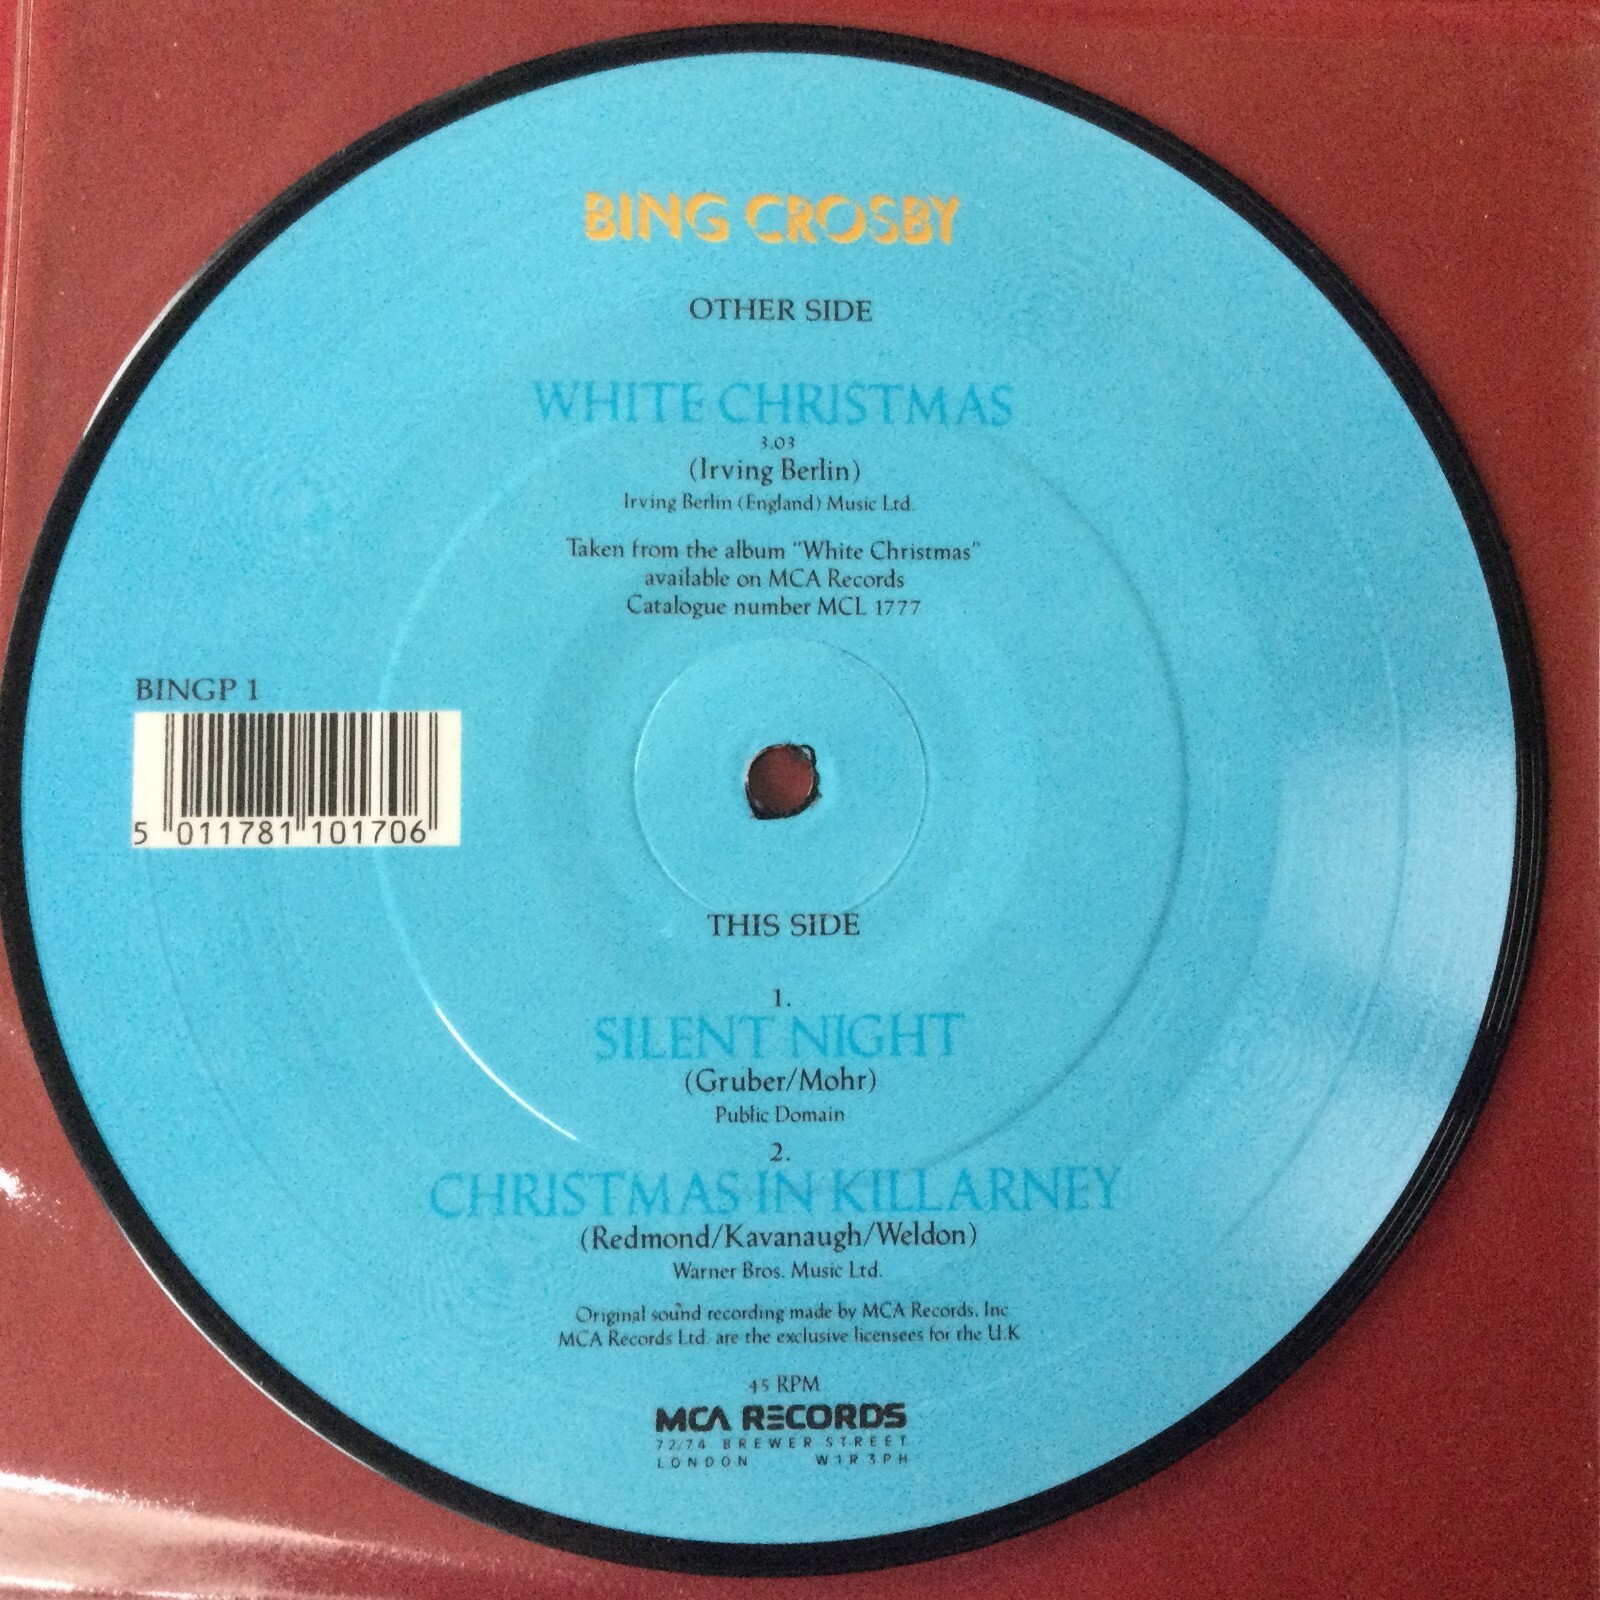 BING CROSBY
OTHER SIDE
WHITE CHRISTMAS
3.03
(Irving Berlin)
Irving Berlin (England) Music Ltd.
Taken from the album "White Christmas"
available on MCA Records
Catalogue number MCL 1777
BINGP 1
5 011781 101706
THIS SIDE
1.
SILENT NIGHT
(Gruber/Mohr)
Public Domain
2.
CHRISTMAS IN KILLARNEY
(Redmond/Kavanaugh/Weldon)
Warner Bros. Music Ltd.
Original sound recording made by MCA Records, Inc
MCA Records Ltd. are the exclusive licensees for the U.K
45 RPM
MCA RECORDS
72/74 BREWER STREET
LONDON W1R 3PH